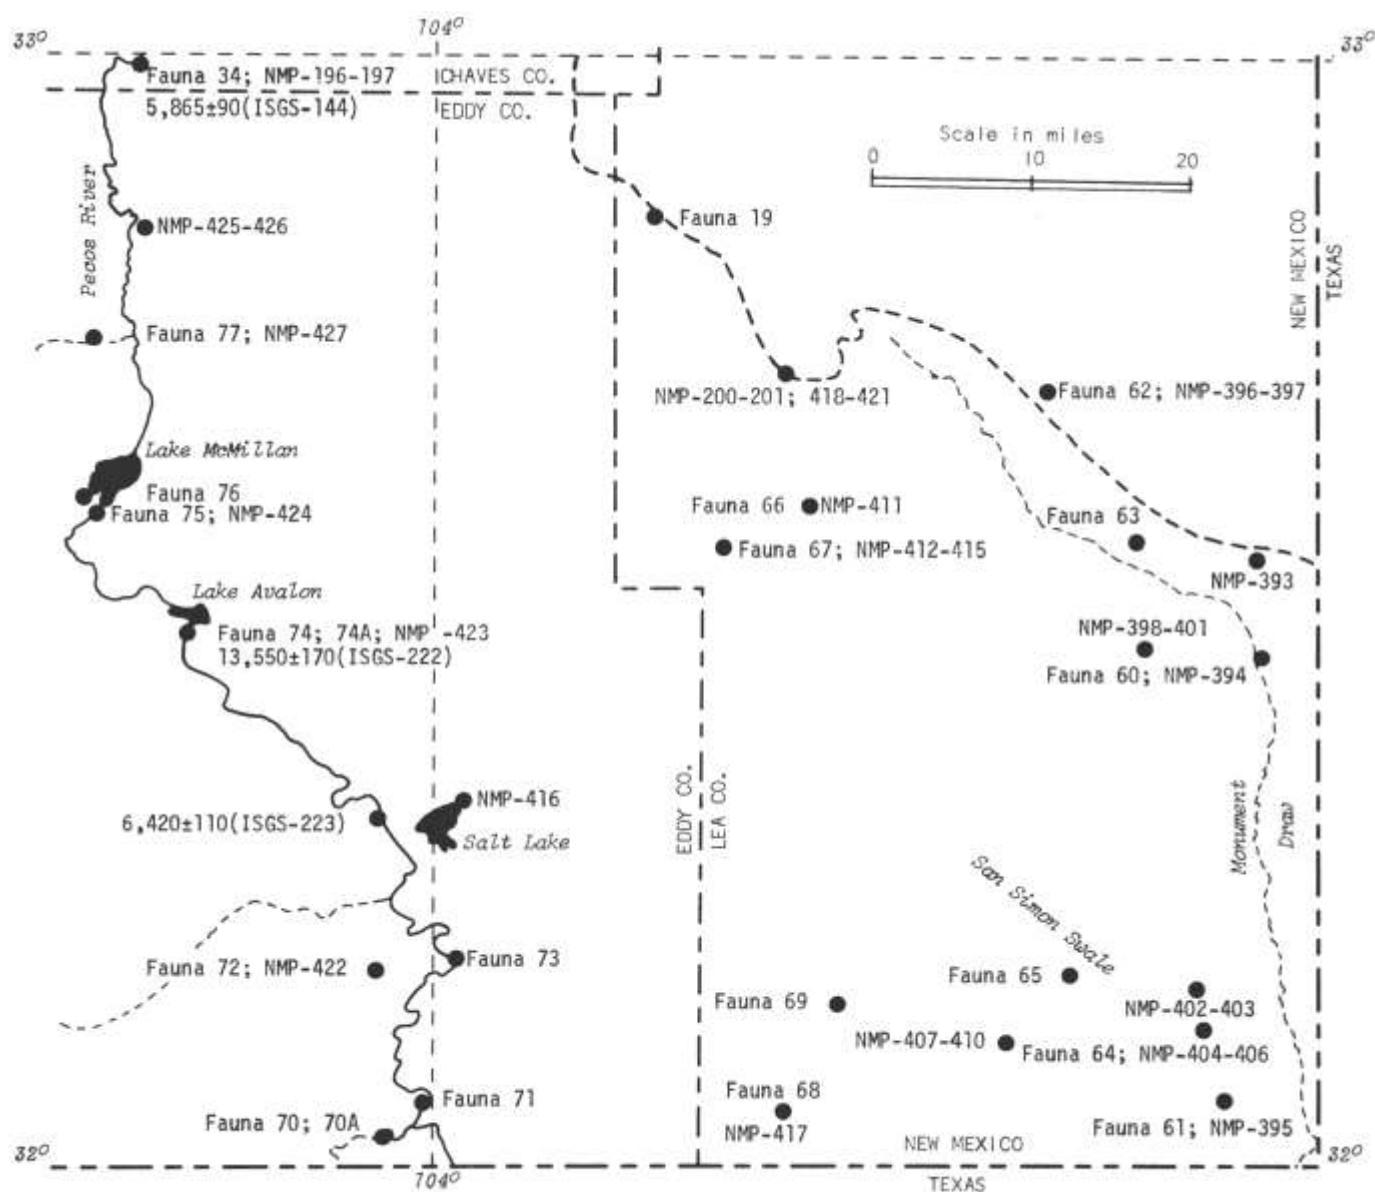 104°
33°
33°
Fauna 34; NMP-196-197
CHAVES CO.
5,865±90(ISGS-144)
EDDY CO.
Scale in miles
0
10
20
Pecos River
Fauna 19
NMP-425-426
NEW MEXICO
TEXAS
Fauna 77; NMP-427
NMP-200-201; 418-421
Fauna 62; NMP-396-397
Lake McMillan
Fauna 76
Fauna 75; NMP-424
Fauna 66
NMP-411
Fauna 63
Fauna 67; NMP-412-415
NMP-393
Lake Avalon
Fauna 74; 74A; NMP -423
13,550±170(ISGS-222)
NMP-398-401
Fauna 60; NMP-394
NMP-416
6,420±110(ISGS-223)
Salt Lake
EDDY CO.
LEA CO.
Monument
Draw
San Simon Swale
Fauna 72; NMP-422
Fauna 73
Fauna 65
Fauna 69
NMP-402-403
NMP-407-410
Fauna 64; NMP-404-406
Fauna 68
Fauna 71
NMP-417
Fauna 70; 70A
Fauna 61; NMP-395
NEW MEXICO
32°
32°
104°
TEXAS